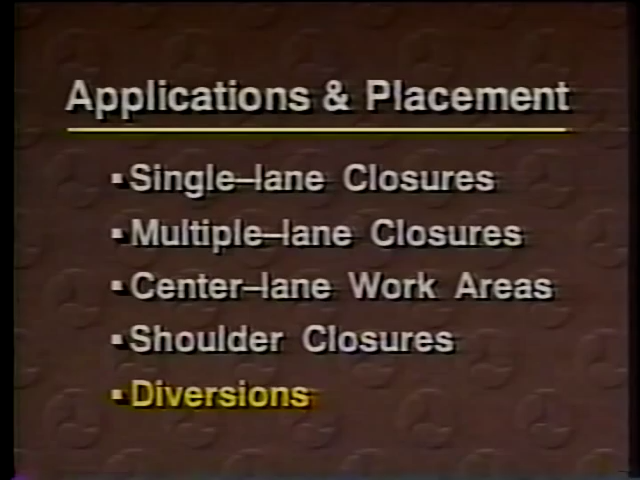 Applications & Placement
▪Single–lane Closures
▪Multiple–lane Closures
▪Center–lane Work Areas
▪Shoulder Closures
▪Diversions